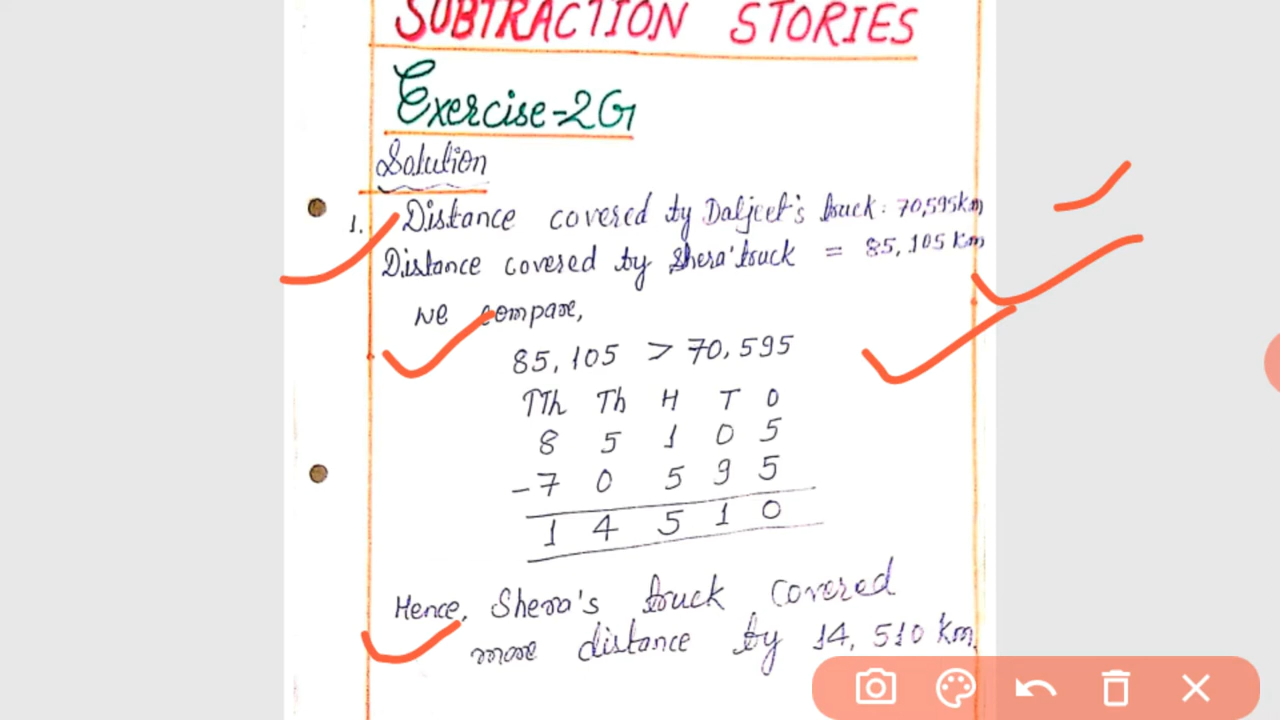 SUBTRACTION STORIES
Exercise-2G
Solution
1. Distance covered by Daljeet's truck: 70,595km
Distance covered by Shera' truck = 85,105 Km
we compare,
85,105 > 70,595
TTh Th H T O
8 5 1 0 5
-7 0 5 9 5
1 4 5 1 0
Hence, Shera's truck covered
more distance by 14,510 Km.